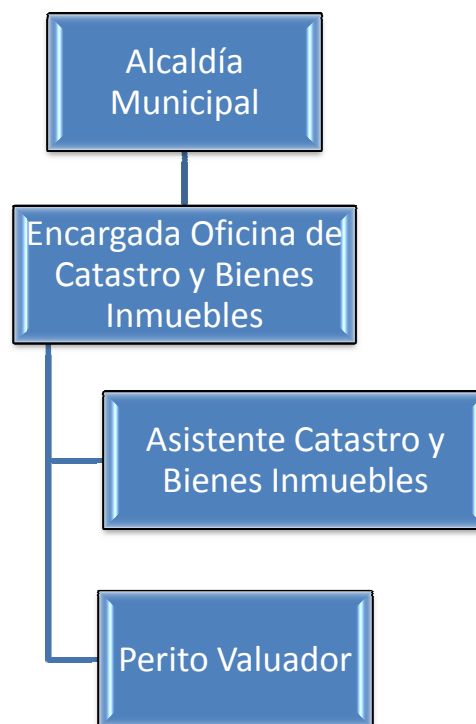 Alcaldía
Municipal
Encargada Oficina de
Catastro y Bienes
Inmuebles
Asistente Catastro y
Bienes Inmuebles
Perito Valuador